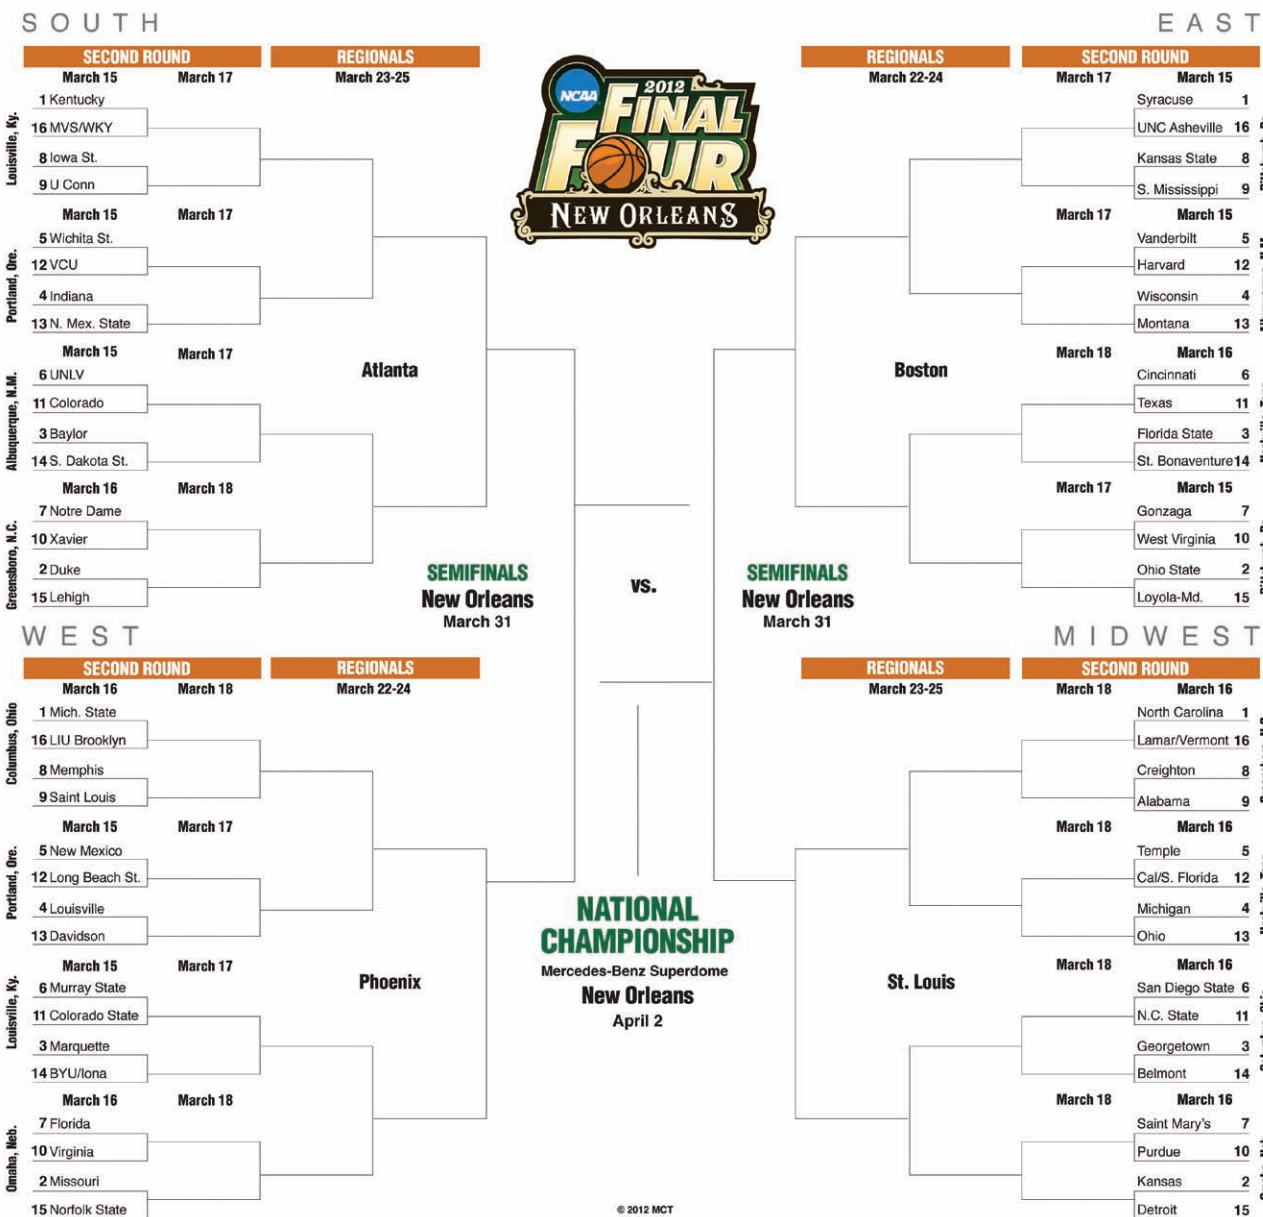 SOUTH
SECOND ROUND
REGIONALS
March 15
March 17
March 23-25
Louisville, Ky.
1 Kentucky
16 MVS/WKY
8 Iowa St.
9 U Conn
March 15
March 17
Portland, Ore.
5 Wichita St.
12 VCU
4 Indiana
13 N. Mex. State
March 15
March 17
Albuquerque, N.M.
6 UNLV
11 Colorado
3 Baylor
14 S. Dakota St.
March 16
March 18
Greensboro, N.C.
7 Notre Dame
10 Xavier
2 Duke
15 Lehigh
Atlanta
SEMIFINALS
New Orleans
March 31
NCAA
2012
FINAL
FOUR
NEW ORLEANS
EAST
REGIONALS
SECOND ROUND
March 22-24
March 17
March 15
Syracuse 1
UNC Asheville 16
Kansas State 8
S. Mississippi 9
March 17
March 15
Vanderbilt 5
Harvard 12
Wisconsin 4
Montana 13
March 18
March 16
Cincinnati 6
Texas 11
Florida State 3
St. Bonaventure 14
March 17
March 15
Gonzaga 7
West Virginia 10
Ohio State 2
Loyola-Md. 15
Boston
SEMIFINALS
New Orleans
March 31
vs.
WEST
SECOND ROUND
REGIONALS
March 16
March 18
March 22-24
Columbus, Ohio
1 Mich. State
16 LIU Brooklyn
8 Memphis
9 Saint Louis
March 15
March 17
Portland, Ore.
5 New Mexico
12 Long Beach St.
4 Louisville
13 Davidson
March 15
March 17
Louisville, Ky.
6 Murray State
11 Colorado State
3 Marquette
14 BYU/Iona
March 16
March 18
Omaha, Neb.
7 Florida
10 Virginia
2 Missouri
15 Norfolk State
Phoenix
NATIONAL
CHAMPIONSHIP
Mercedes-Benz Superdome
New Orleans
April 2
MIDWEST
REGIONALS
SECOND ROUND
March 23-25
March 18
March 16
North Carolina 1
Lamar/Vermont 16
Creighton 8
Alabama 9
March 18
March 16
Temple 5
Cal/S. Florida 12
Michigan 4
Ohio 13
March 18
March 16
San Diego State 6
N.C. State 11
Georgetown 3
Belmont 14
March 18
March 16
Saint Mary's 7
Purdue 10
Kansas 2
Detroit 15
St. Louis
© 2012 MCT